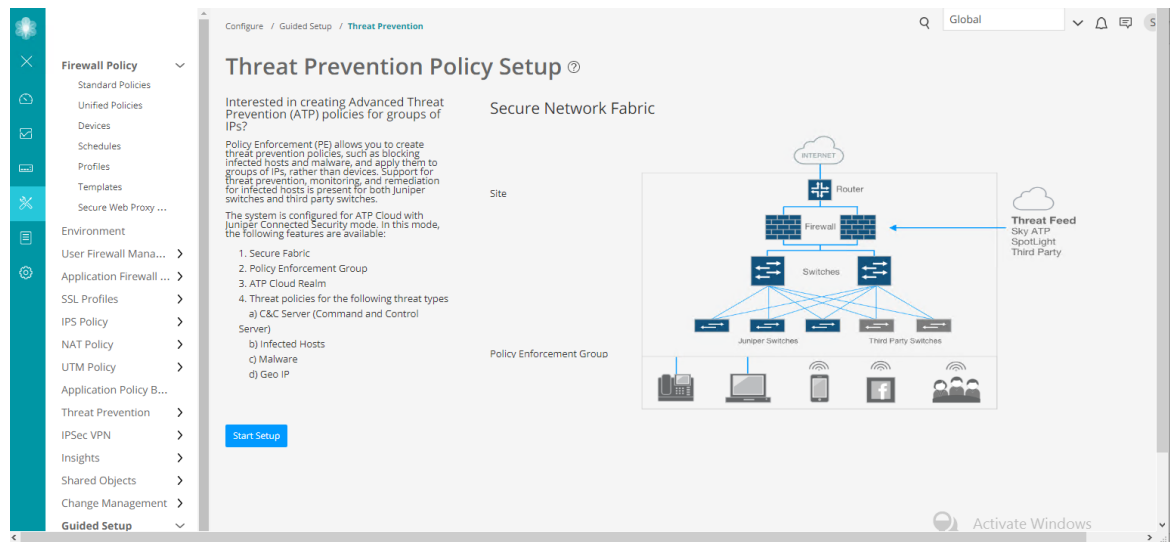 Configure / Guided Setup / Threat Prevention
Global
S
Firewall Policy
Standard Policies
Unified Policies
Devices
Schedules
Profiles
Templates
Secure Web Proxy ...
Environment
User Firewall Mana...
Application Firewall ...
SSL Profiles
IPS Policy
NAT Policy
UTM Policy
Application Policy B...
Threat Prevention
IPSec VPN
Insights
Shared Objects
Change Management
Guided Setup
Threat Prevention Policy Setup
Interested in creating Advanced Threat
Prevention (ATP) policies for groups of
IPs?
Policy Enforcement (PE) allows you to create
threat prevention policies, such as blocking
infected hosts and malware, and apply them to
groups of IPs, rather than devices. Support for
threat prevention, monitoring, and remediation
for infected hosts is present for both Juniper
switches and third party switches.
The system is configured for ATP Cloud with
Juniper Connected Security mode. In this mode,
the following features are available:
1. Secure Fabric
2. Policy Enforcement Group
3. ATP Cloud Realm
4. Threat policies for the following threat types
a) C&C Server (Command and Control
Server)
b) Infected Hosts
c) Malware
d) Geo IP
Start Setup
Secure Network Fabric
INTERNET
Site
Router
Firewall
Threat Feed
Sky ATP
SpotLight
Third Party
Switches
Juniper Switches
Third Party Switches
Policy Enforcement Group
Activate Windows